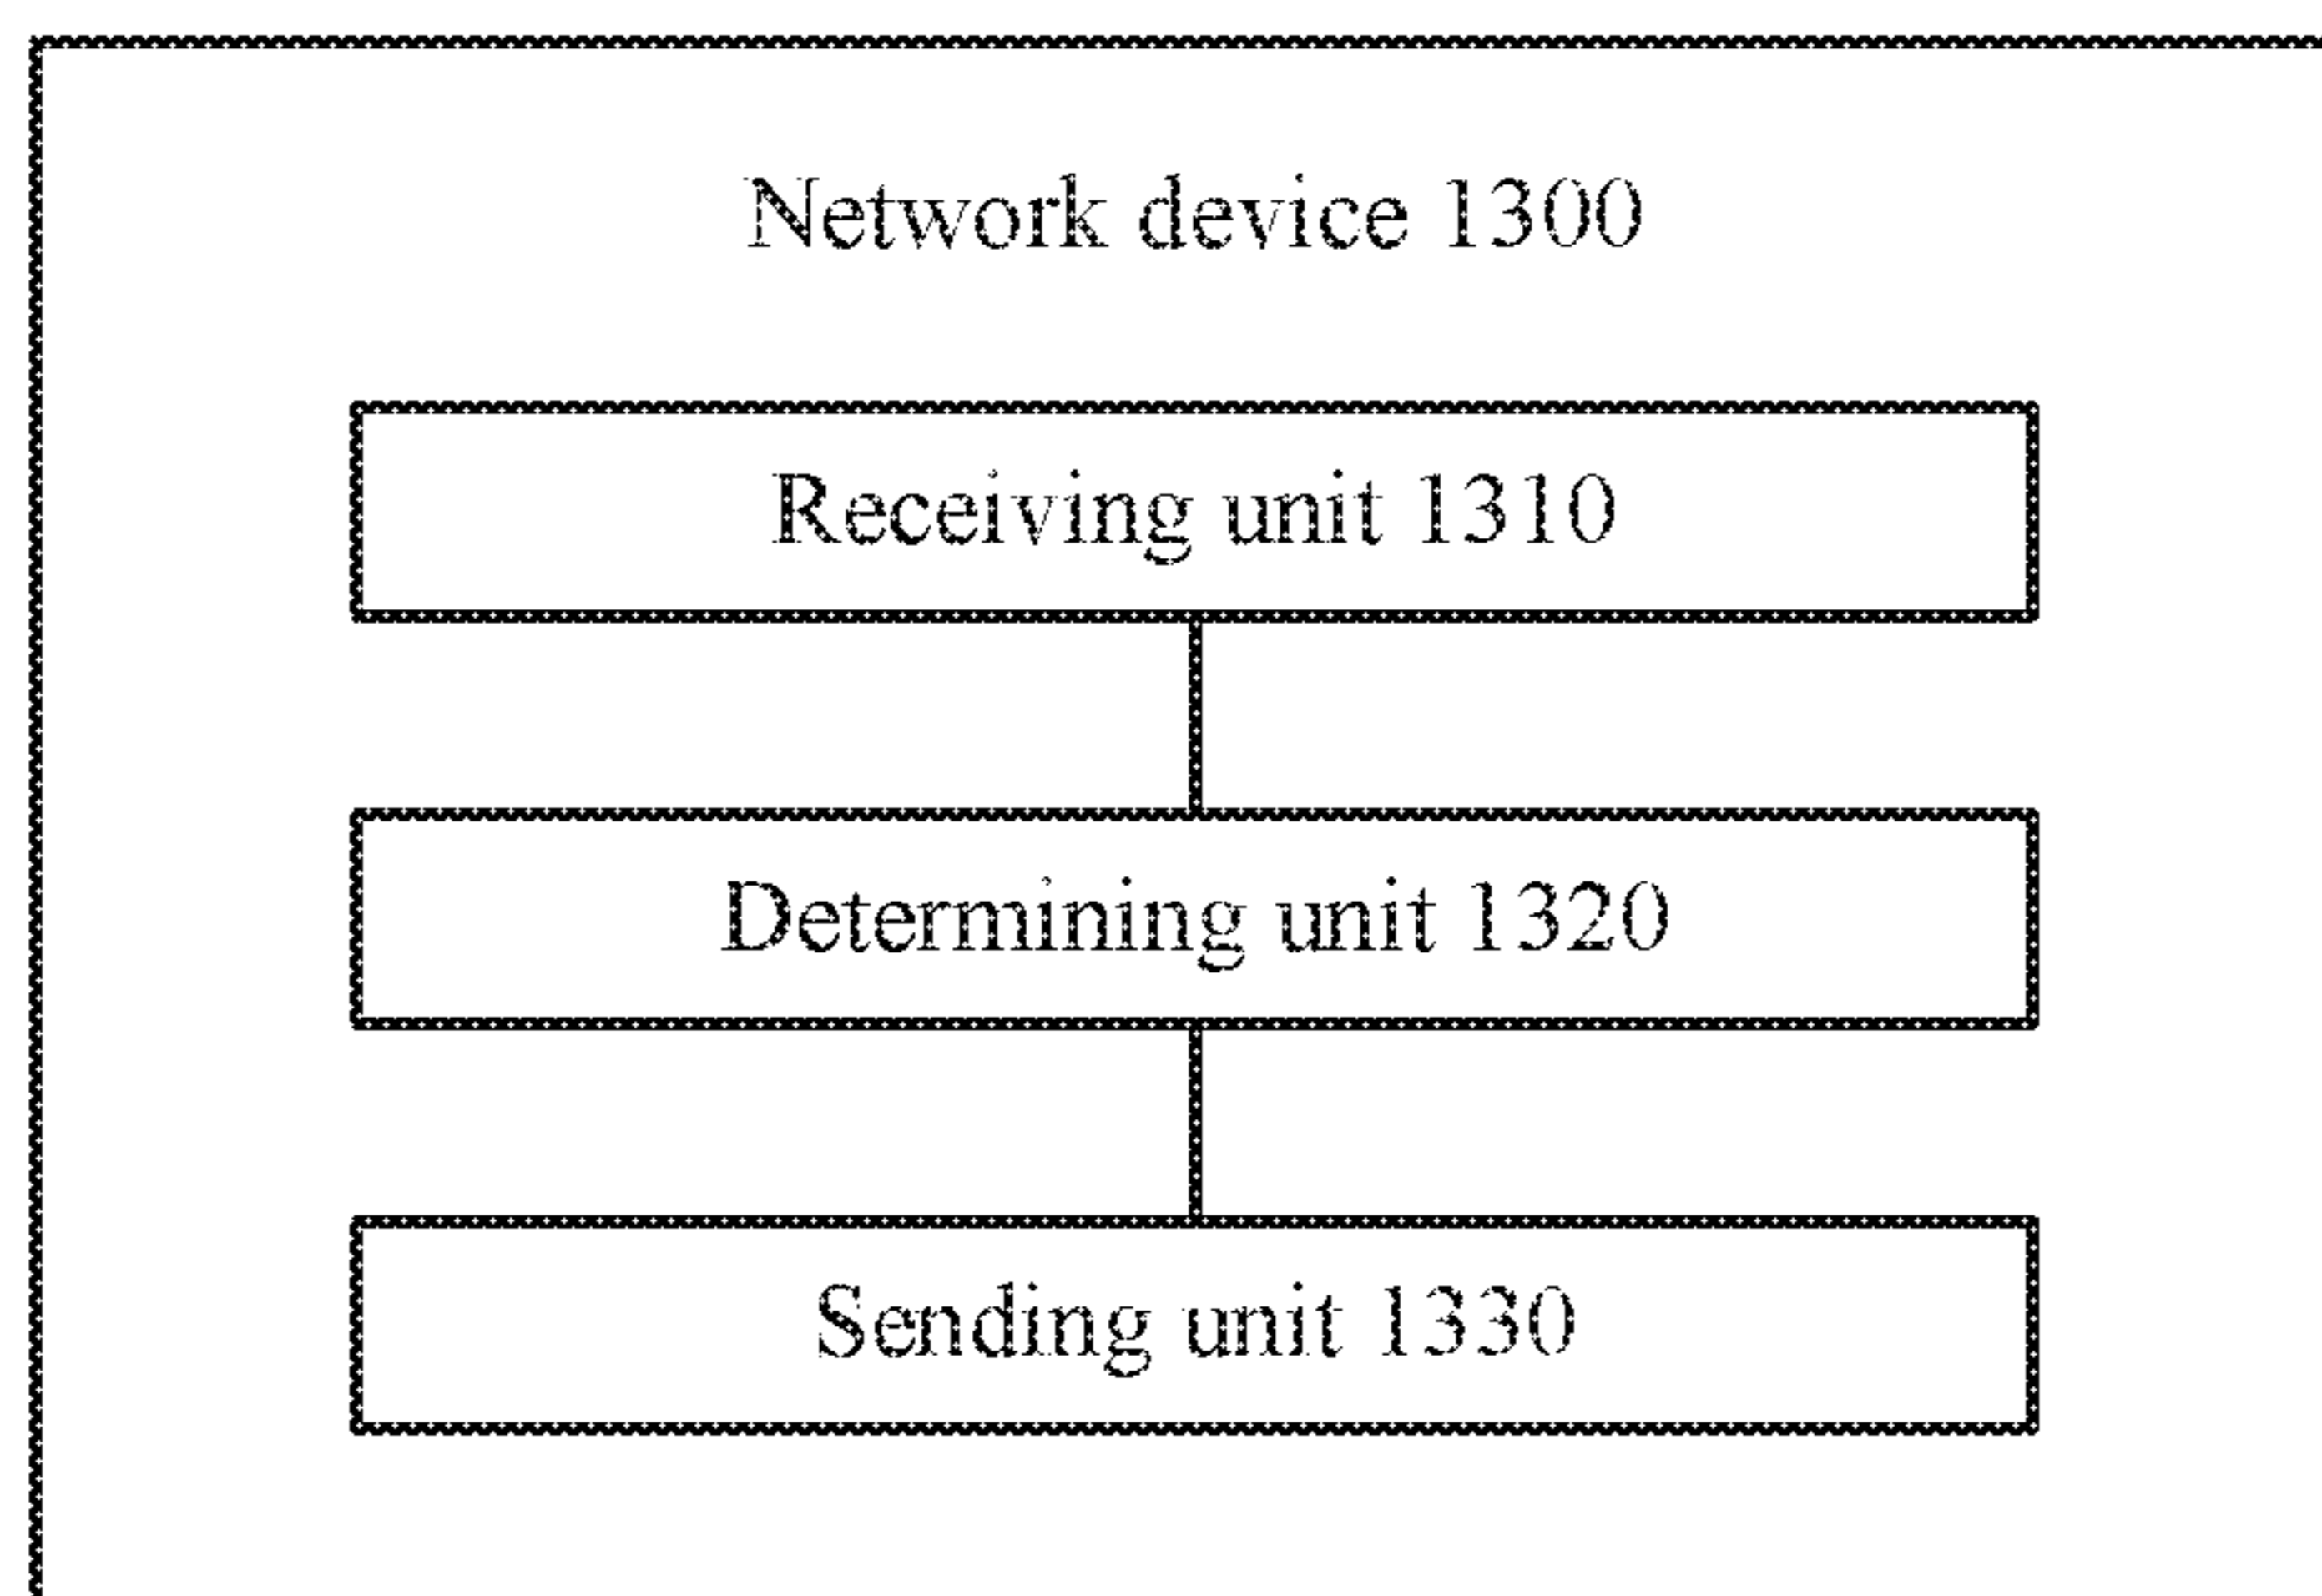 Network device 1300
Receiving unit 1310
Determining unit 1320
Sending unit 1330